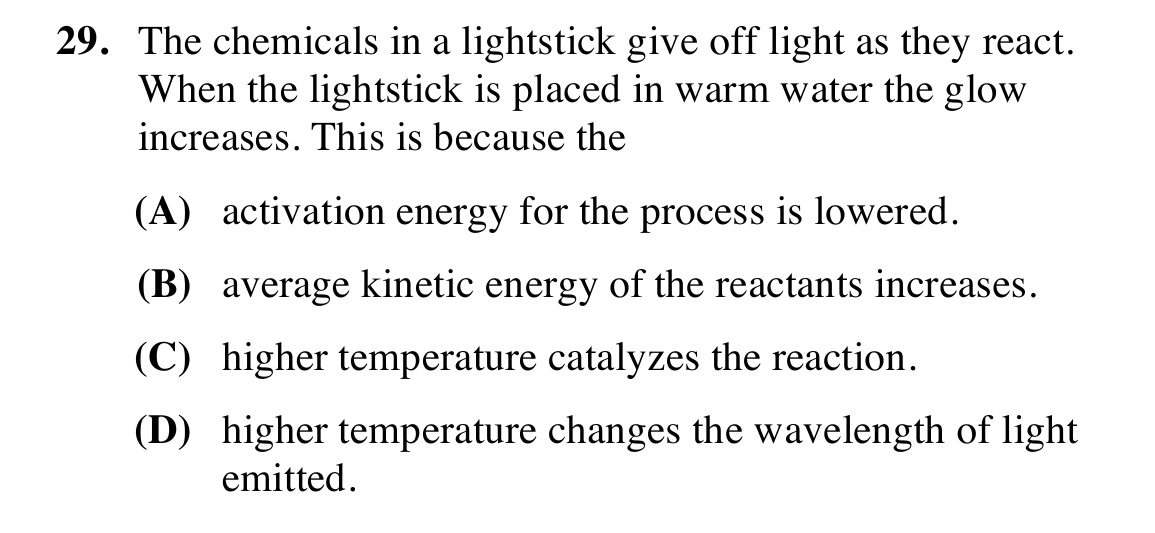 29. The chemicals in a lightstick give off light as they react.
When the lightstick is placed in warm water the glow
increases. This is because the
(A) activation energy for the process is lowered.
(B) average kinetic energy of the reactants increases.
(C) higher temperature catalyzes the reaction.
(D) higher temperature changes the wavelength of light
emitted.